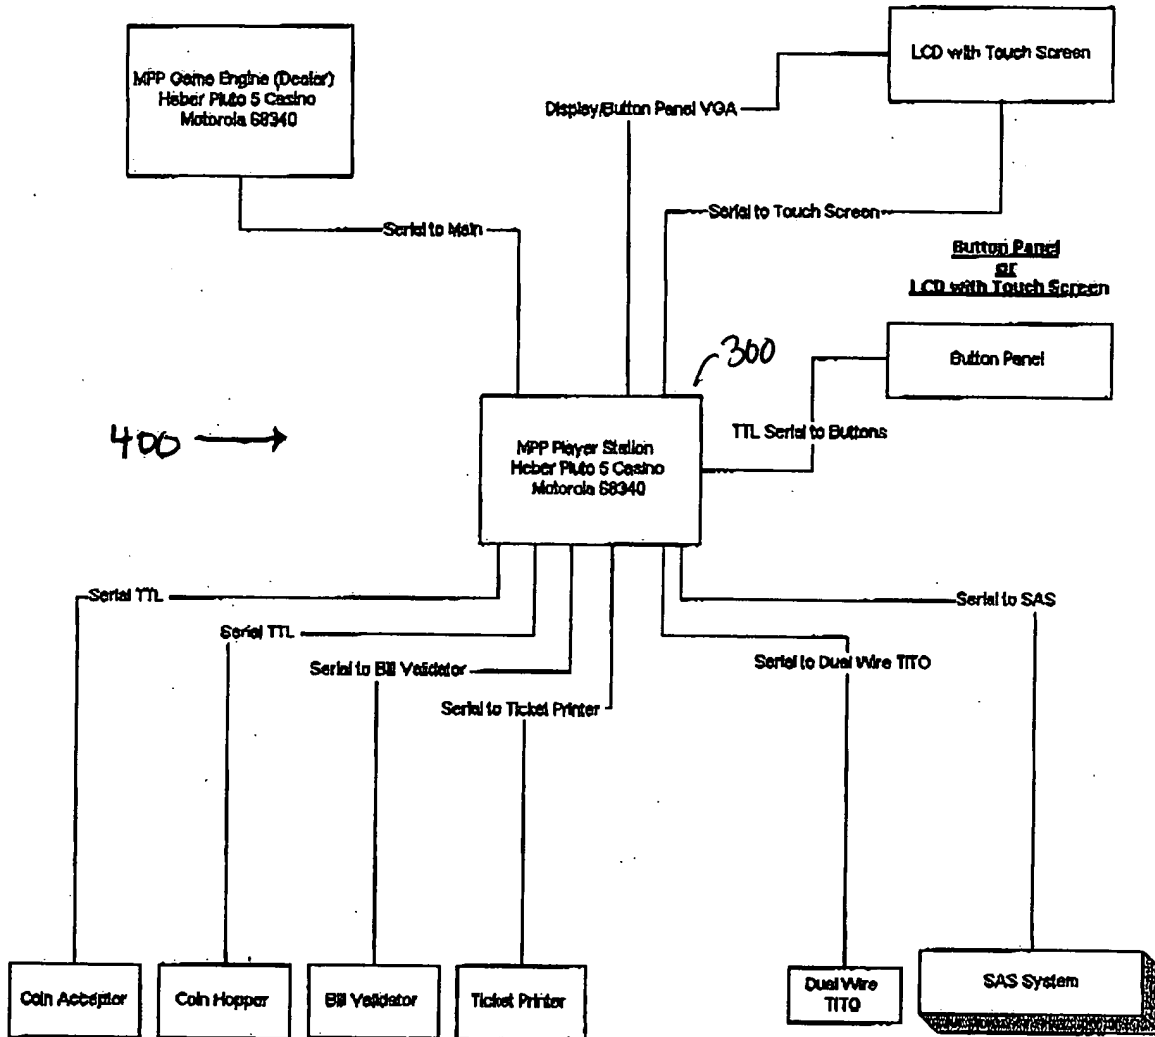 MPP Game Engine (Dealer)
Heber Pluto 5 Casino
Motorola 68340
LCD with Touch Screen
Display/Button Panel VGA
Serial to Touch Screen
Serial to Main
Button Panel
or
LCD with Touch Screen
300
Button Panel
400
MPP Player Station
Heber Pluto 5 Casino
Motorola 68340
TTL Serial to Buttons
Serial TTL
Serial to SAS
Serial TTL
Serial to Bill Validator
Serial to Dual Wire TITO
Serial to Ticket Printer
Coin Acceptor
Coin Hopper
Bill Validator
Ticket Printer
Dual Wire
TITO
SAS System